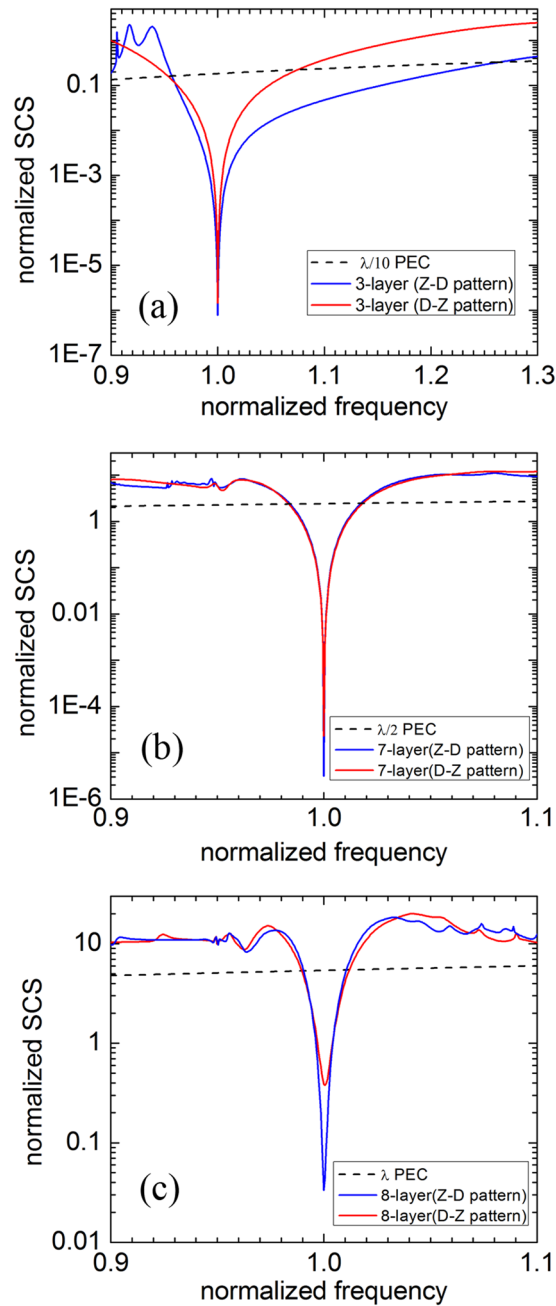 normalized SCS
0.1
1E-3
1E-5
1E-7
(a)
λ/10 PEC
3-layer (Z-D pattern)
3-layer (D-Z pattern)
0.9 1.0 1.1 1.2 1.3
normalized frequency
normalized SCS
1
0.01
1E-4
1E-6
(b)
λ/2 PEC
7-layer(Z-D pattern)
7-layer(D-Z pattern)
0.9 1.0 1.1
normalized frequency
normalized SCS
10
1
0.1
0.01
(c)
λ PEC
8-layer(Z-D pattern)
8-layer(D-Z pattern)
0.9 1.0 1.1
normalized frequency